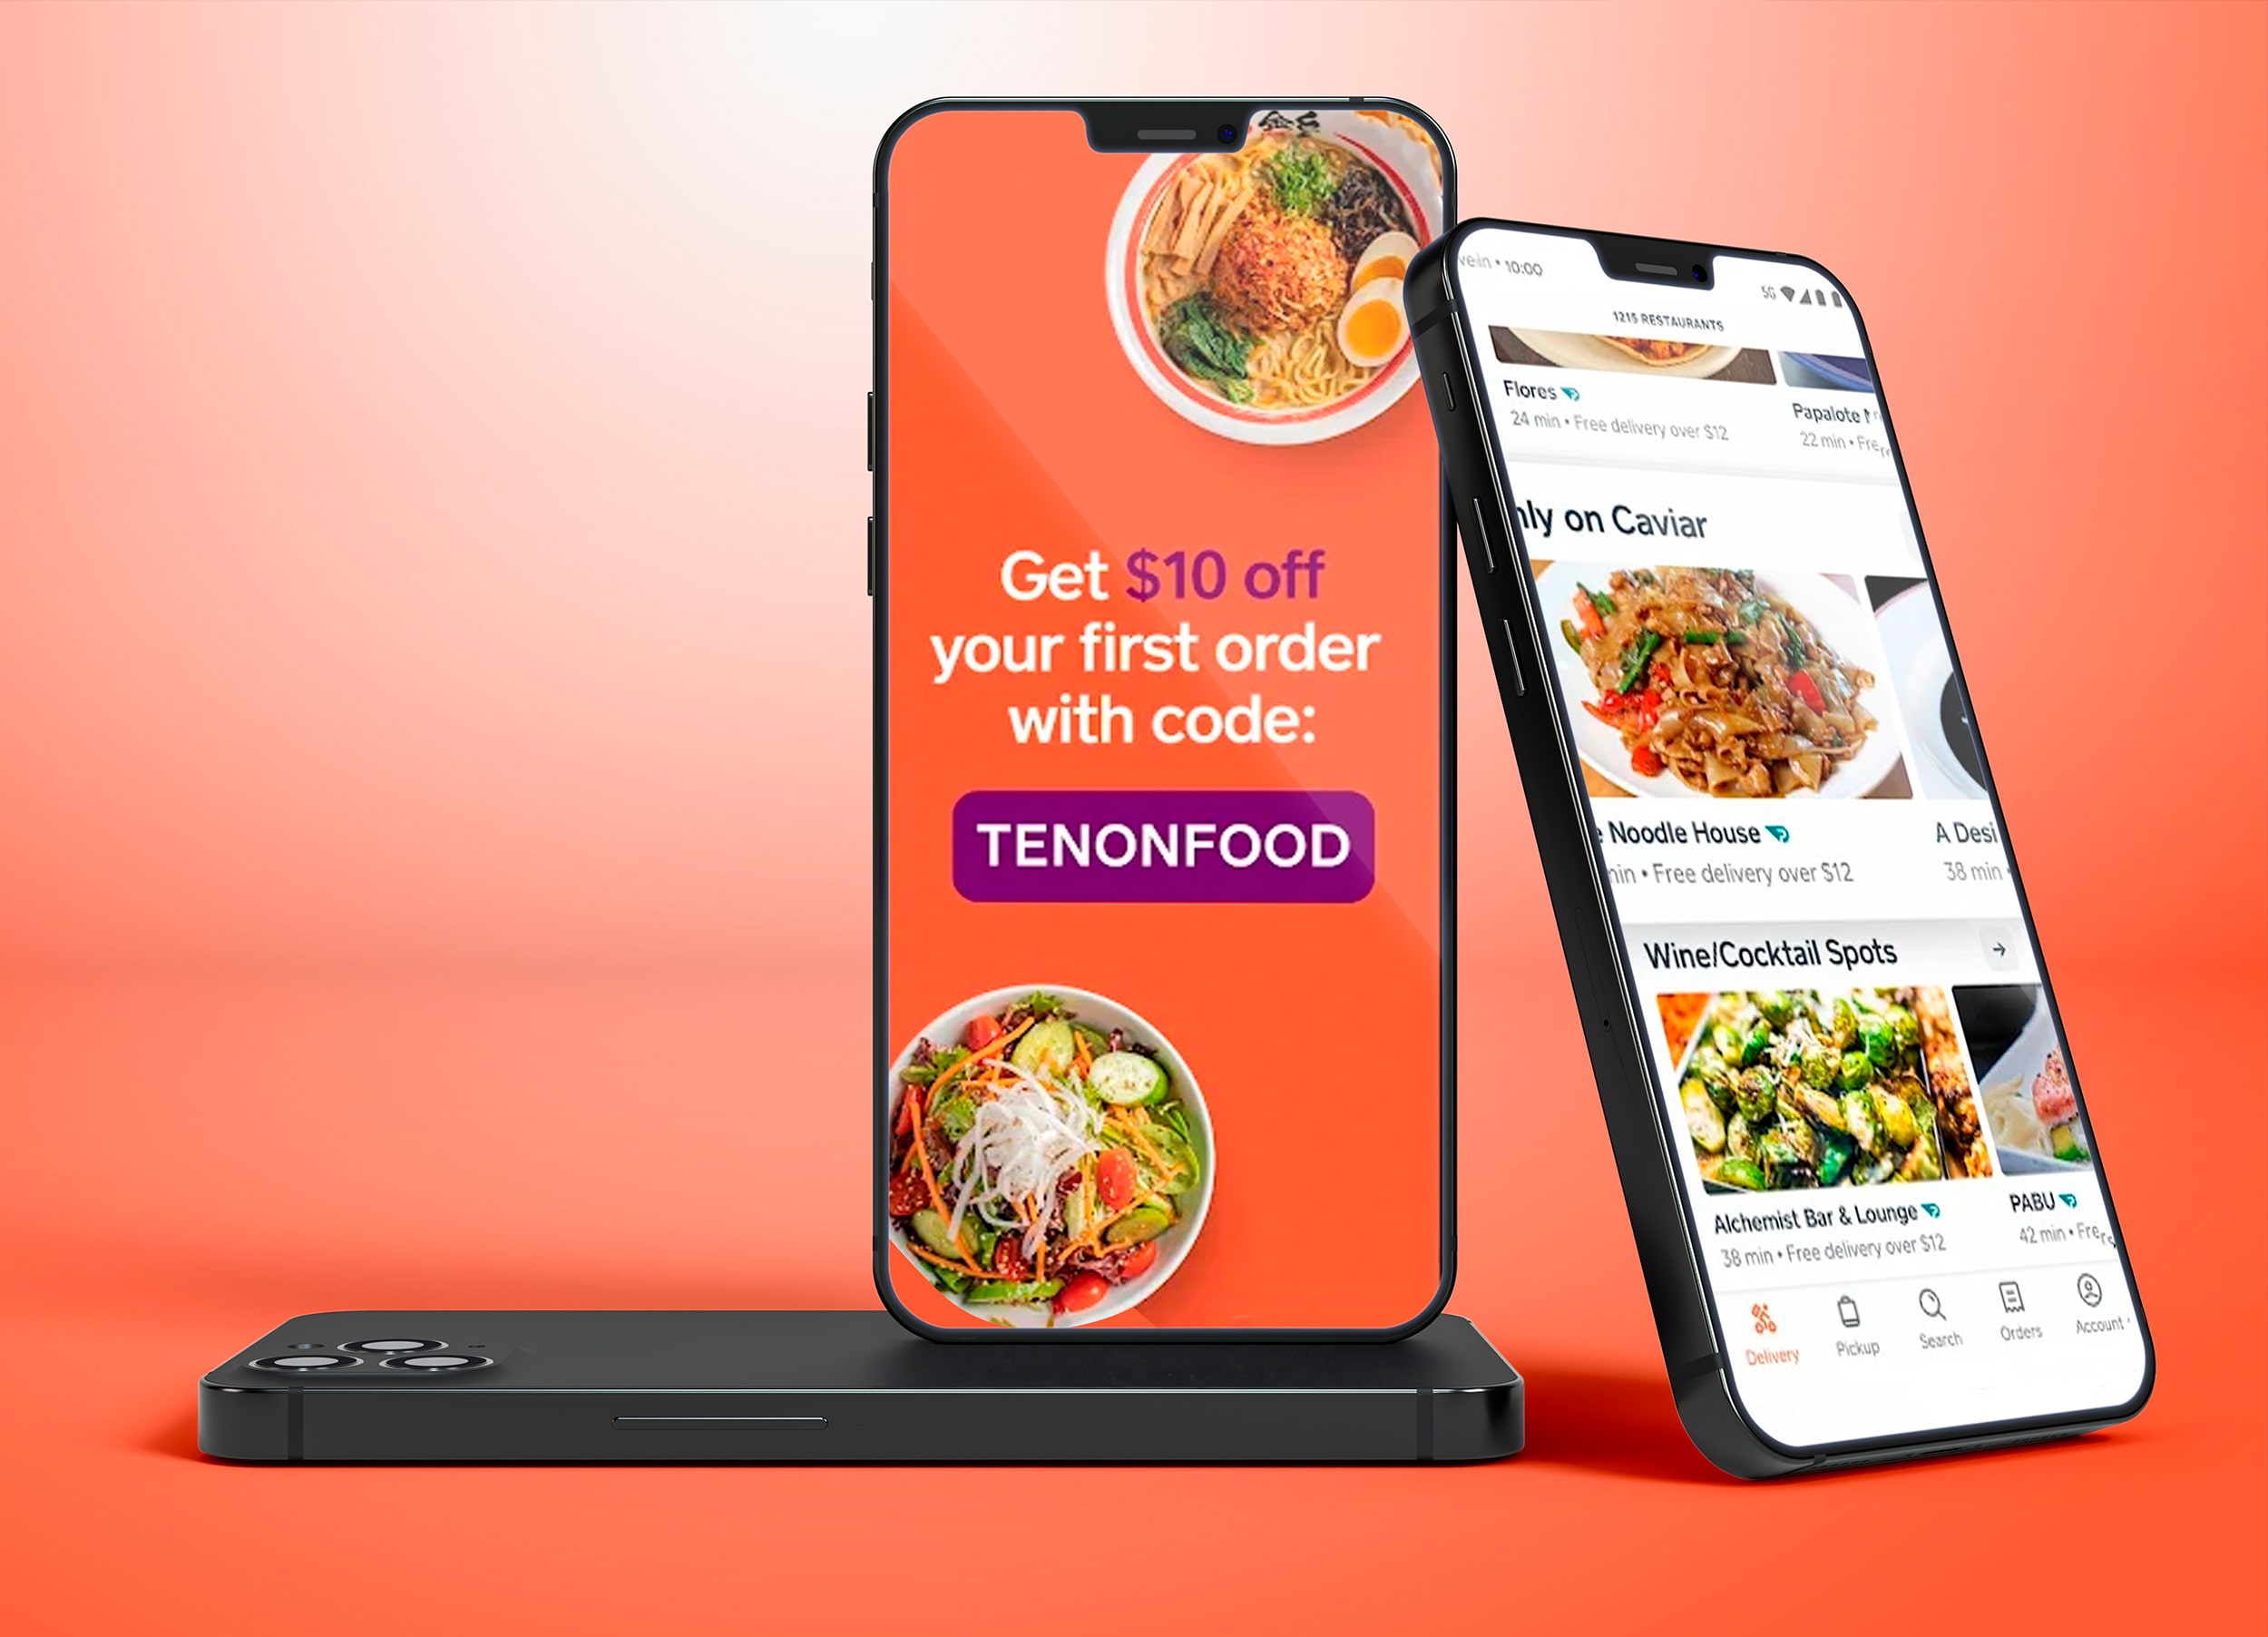 Get $10 off
your first order
with code:
TENONFOOD
10:00
5G
1215 RESTAURANTS
Flores
24 min • Free delivery over $12
Papalote
22 min •
on Caviar
Noodle House
• Free delivery over $12
A
38 min •
Wine/Cocktail Spots
Alchemist Bar & Lounge
38 min • Free delivery over $12
PABU
42 min •
Delivery
Pickup
Search
Orders
Account